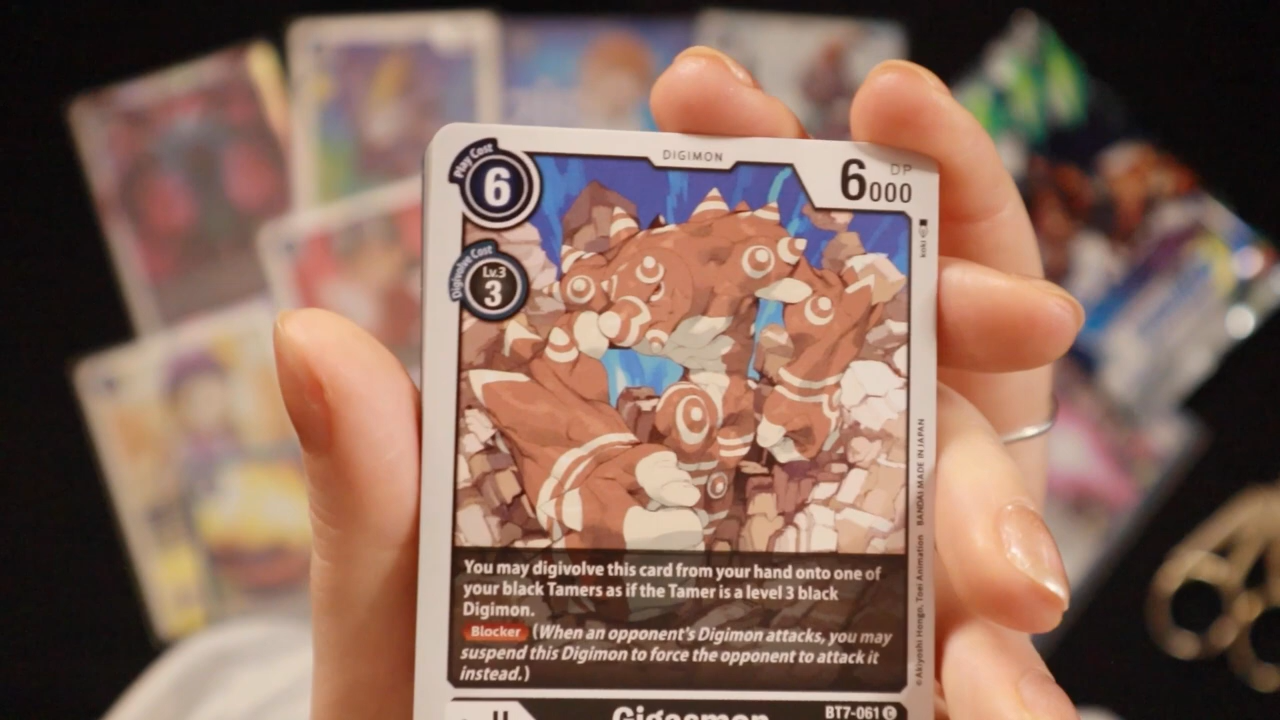 DIGIMON
Play Cost
6
DP
6000
Digivolve Cost
Lv.3
3
koki
You may digivolve this card from your hand onto one of
your black Tamers as if the Tamer is a level 3 black
Digimon.
Blocker (When an opponent's Digimon attacks, you may
suspend this Digimon to force the opponent to attack it
instead.)
©Akiyoshi Hongo, Toei Animation BANDAI MADE IN JAPAN
BT7-061 C
Gigasmon